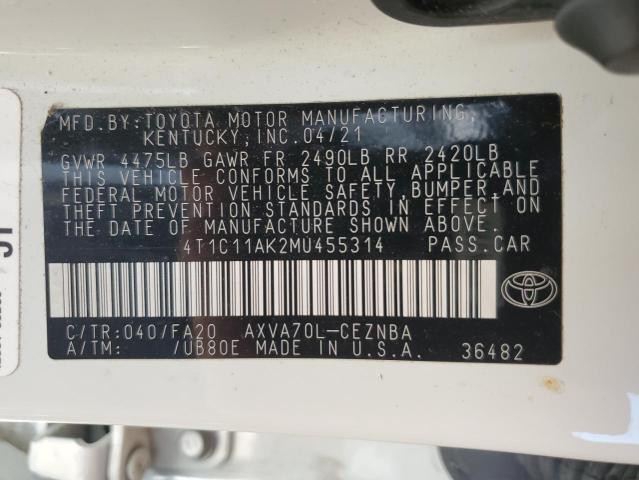 MFD.BY:TOYOTA MOTOR MANUFACTURING,
KENTUCKY,INC.04/21
GVWR 4475LB GAWR FR 2490LB RR 2420LB
THIS VEHICLE CONFORMS TO ALL APPLICABLE
FEDERAL MOTOR VEHICLE SAFETY,BUMPER,AND
THEFT PREVENTION STANDARDS IN EFFECT ON
THE DATE OF MANUFACTURE SHOWN ABOVE.
4T1C11AK2MU455314 PASS.CAR
C/TR:040/FA20 AXVA70L-CEZNBA
A/TM: /UB80E MADE IN U.S.A. 36482